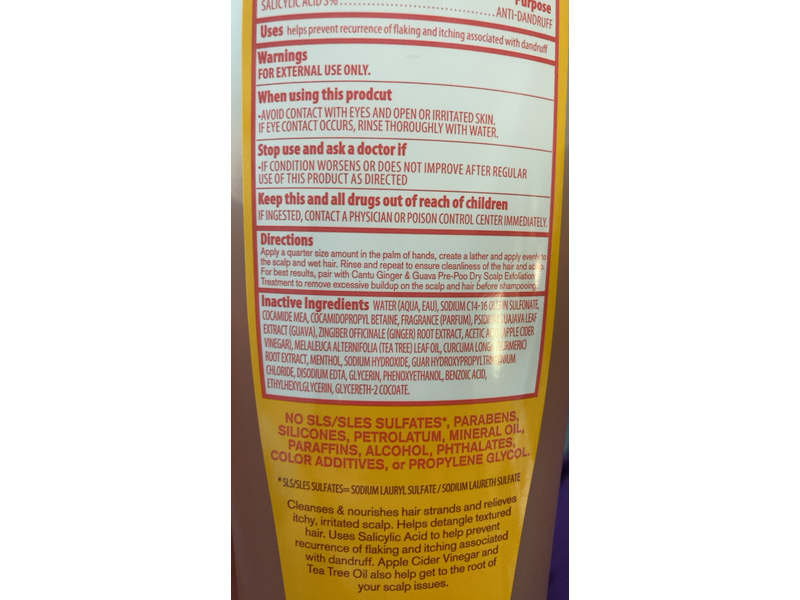 SALICYLIC ACID 3% ........................................ ANTI-DANDRUFF
Purpose
Uses helps prevent recurrence of flaking and itching associated with dandruff
Warnings
FOR EXTERNAL USE ONLY.
When using this prodcut
•AVOID CONTACT WITH EYES AND OPEN OR IRRITATED SKIN.
IF EYE CONTACT OCCURS, RINSE THOROUGHLY WITH WATER.
Stop use and ask a doctor if
•IF CONDITION WORSENS OR DOES NOT IMPROVE AFTER REGULAR
USE OF THIS PRODUCT AS DIRECTED
Keep this and all drugs out of reach of children
IF INGESTED, CONTACT A PHYSICIAN OR POISON CONTROL CENTER IMMEDIATELY.
Directions
Apply a quarter size amount in the palm of hands, create a lather and apply evenly to
the scalp and wet hair. Rinse and repeat to ensure cleanliness of the hair and
For best results, pair with Cantu Ginger & Guava Pre-Poo Dry Scalp Exfoliation
Treatment to remove excessive buildup on the scalp and hair before shampooing.
Inactive Ingredients WATER (AQUA, EAU), SODIUM C14-16 OLEFIN SULFONATE,
COCAMIDE MEA, COCAMIDOPROPYL BETAINE, FRAGRANCE (PARFUM), PSIDIUM GUAJAVA LEAF
EXTRACT (GUAVA), ZINGIBER OFFICINALE (GINGER) ROOT EXTRACT, ACETIC ACID (APPLE CIDER
VINEGAR), MELALEUCA ALTERNIFOLIA (TEA TREE) LEAF OIL, CURCUMA LONGA (TURMERIC)
ROOT EXTRACT, MENTHOL, SODIUM HYDROXIDE, GUAR HYDROXYPROPYLTRIMONIUM
CHLORIDE, DISODIUM EDTA, GLYCERIN, PHENOXYETHANOL, BENZOIC ACID,
ETHYLHEXYLGLYCERIN, GLYCERETH-2 COCOATE.
NO SLS/SLES SULFATES*, PARABENS,
SILICONES, PETROLATUM, MINERAL OIL,
PARAFFINS, ALCOHOL, PHTHALATES,
COLOR ADDITIVES, or PROPYLENE GLYCOL.
* SLS/SLES SULFATES= SODIUM LAURYL SULFATE / SODIUM LAURETH SULFATE
Cleanses & nourishes hair strands and relieves
itchy, irritated scalp. Helps detangle textured
hair. Uses Salicylic Acid to help prevent
recurrence of flaking and itching associated
with dandruff. Apple Cider Vinegar and
Tea Tree Oil also help get to the root of
your scalp issues.